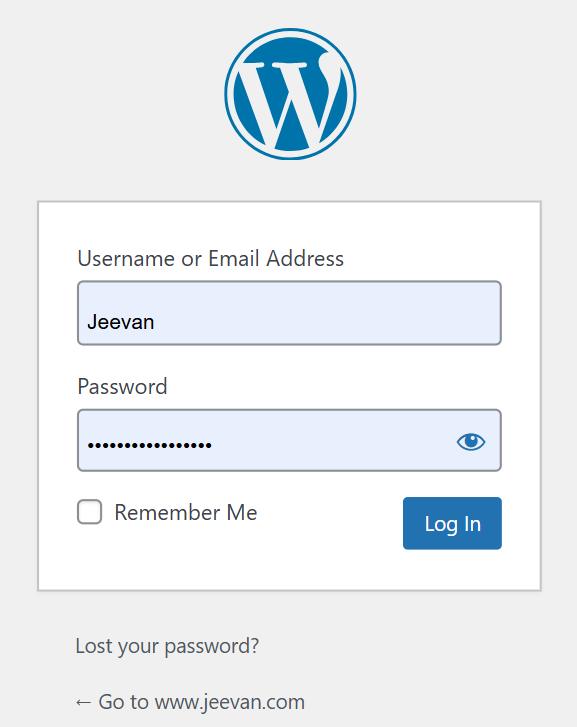 Username or Email Address
Jeevan
Password
•••••••••••••••••
Remember Me
Log In
Lost your password?
← Go to www.jeevan.com